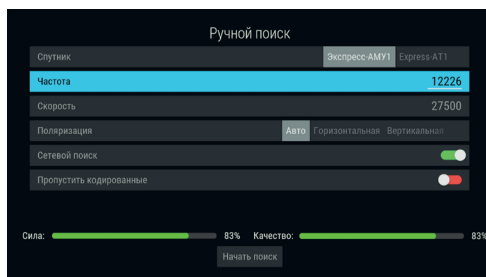 Ручной поиск
Спутник Экспресс-АМУ1 Express-AT1
Частота 12226
Скорость 27500
Поляризация Авто Горизонтальная Вертикальная
Сетевой поиск
Пропустить кодированные
Сила: 83% Качество: 83%
Начать поиск